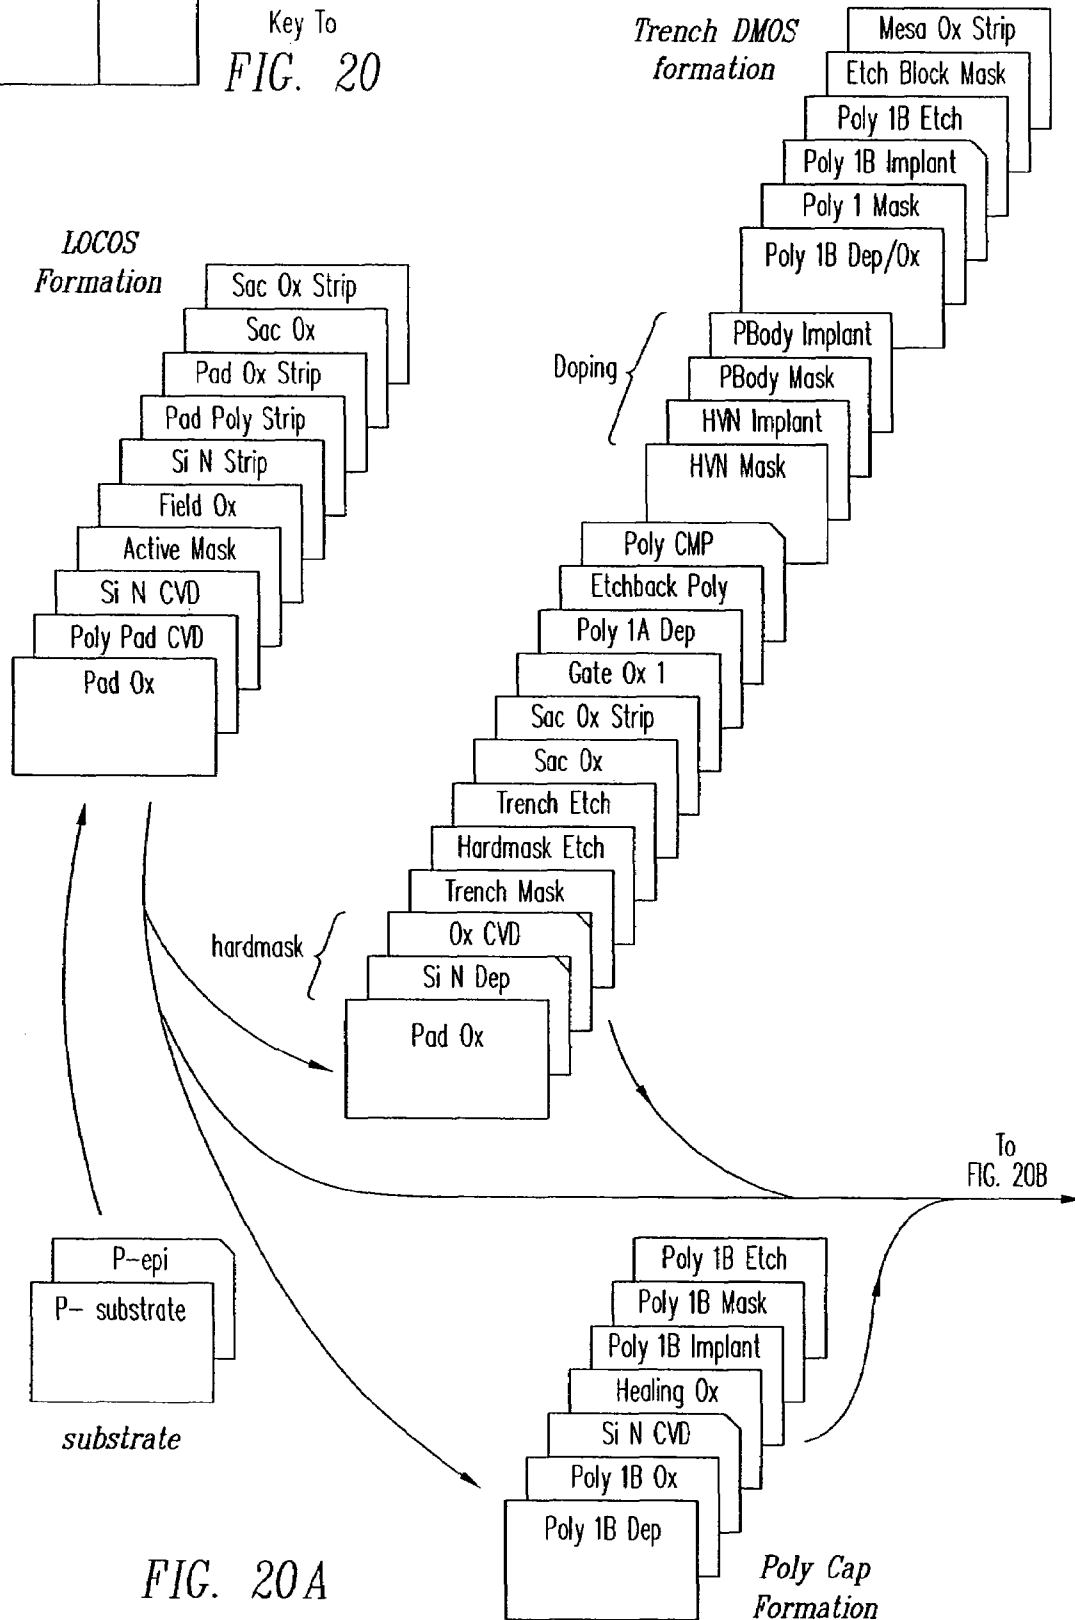 Key To
FIG. 20
Trench DMOS
formation
Mesa Ox Strip
Etch Block Mask
Poly 1B Etch
Poly 1B Implant
Poly 1 Mask
Poly 1B Dep/Ox
Doping
PBody Implant
PBody Mask
HVN Implant
HVN Mask
Poly CMP
Etchback Poly
Poly 1A Dep
Gate Ox 1
Sac Ox Strip
Sac Ox
Trench Etch
Hardmask Etch
Trench Mask
hardmask
Ox CVD
Si N Dep
Pad Ox
LOCOS
Formation
Sac Ox Strip
Sac Ox
Pad Ox Strip
Pad Poly Strip
Si N Strip
Field Ox
Active Mask
Si N CVD
Poly Pad CVD
Pad Ox
To
FIG. 20B
P-epi
P- substrate
substrate
Poly 1B Etch
Poly 1B Mask
Poly 1B Implant
Healing Ox
Si N CVD
Poly 1B Ox
Poly 1B Dep
Poly Cap
Formation
FIG. 20A